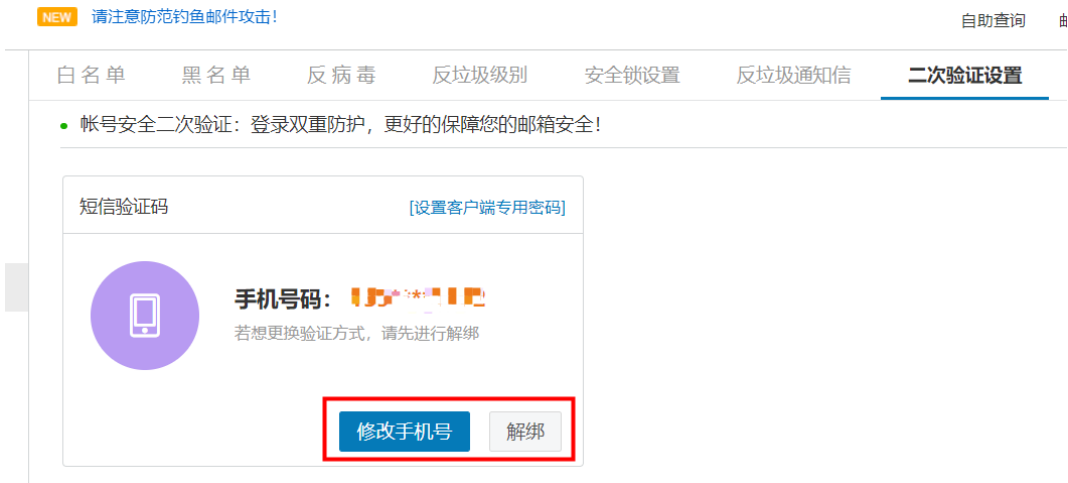 NEW 请注意防范钓鱼邮件攻击！
自助查询
白名单 黑名单 反病毒 反垃圾级别 安全锁设置 反垃圾通知信 二次验证设置
帐号安全二次验证：登录双重防护，更好的保障您的邮箱安全！
短信验证码 [设置客户端专用密码]
手机号码：
若想更换验证方式，请先进行解绑
修改手机号 解绑